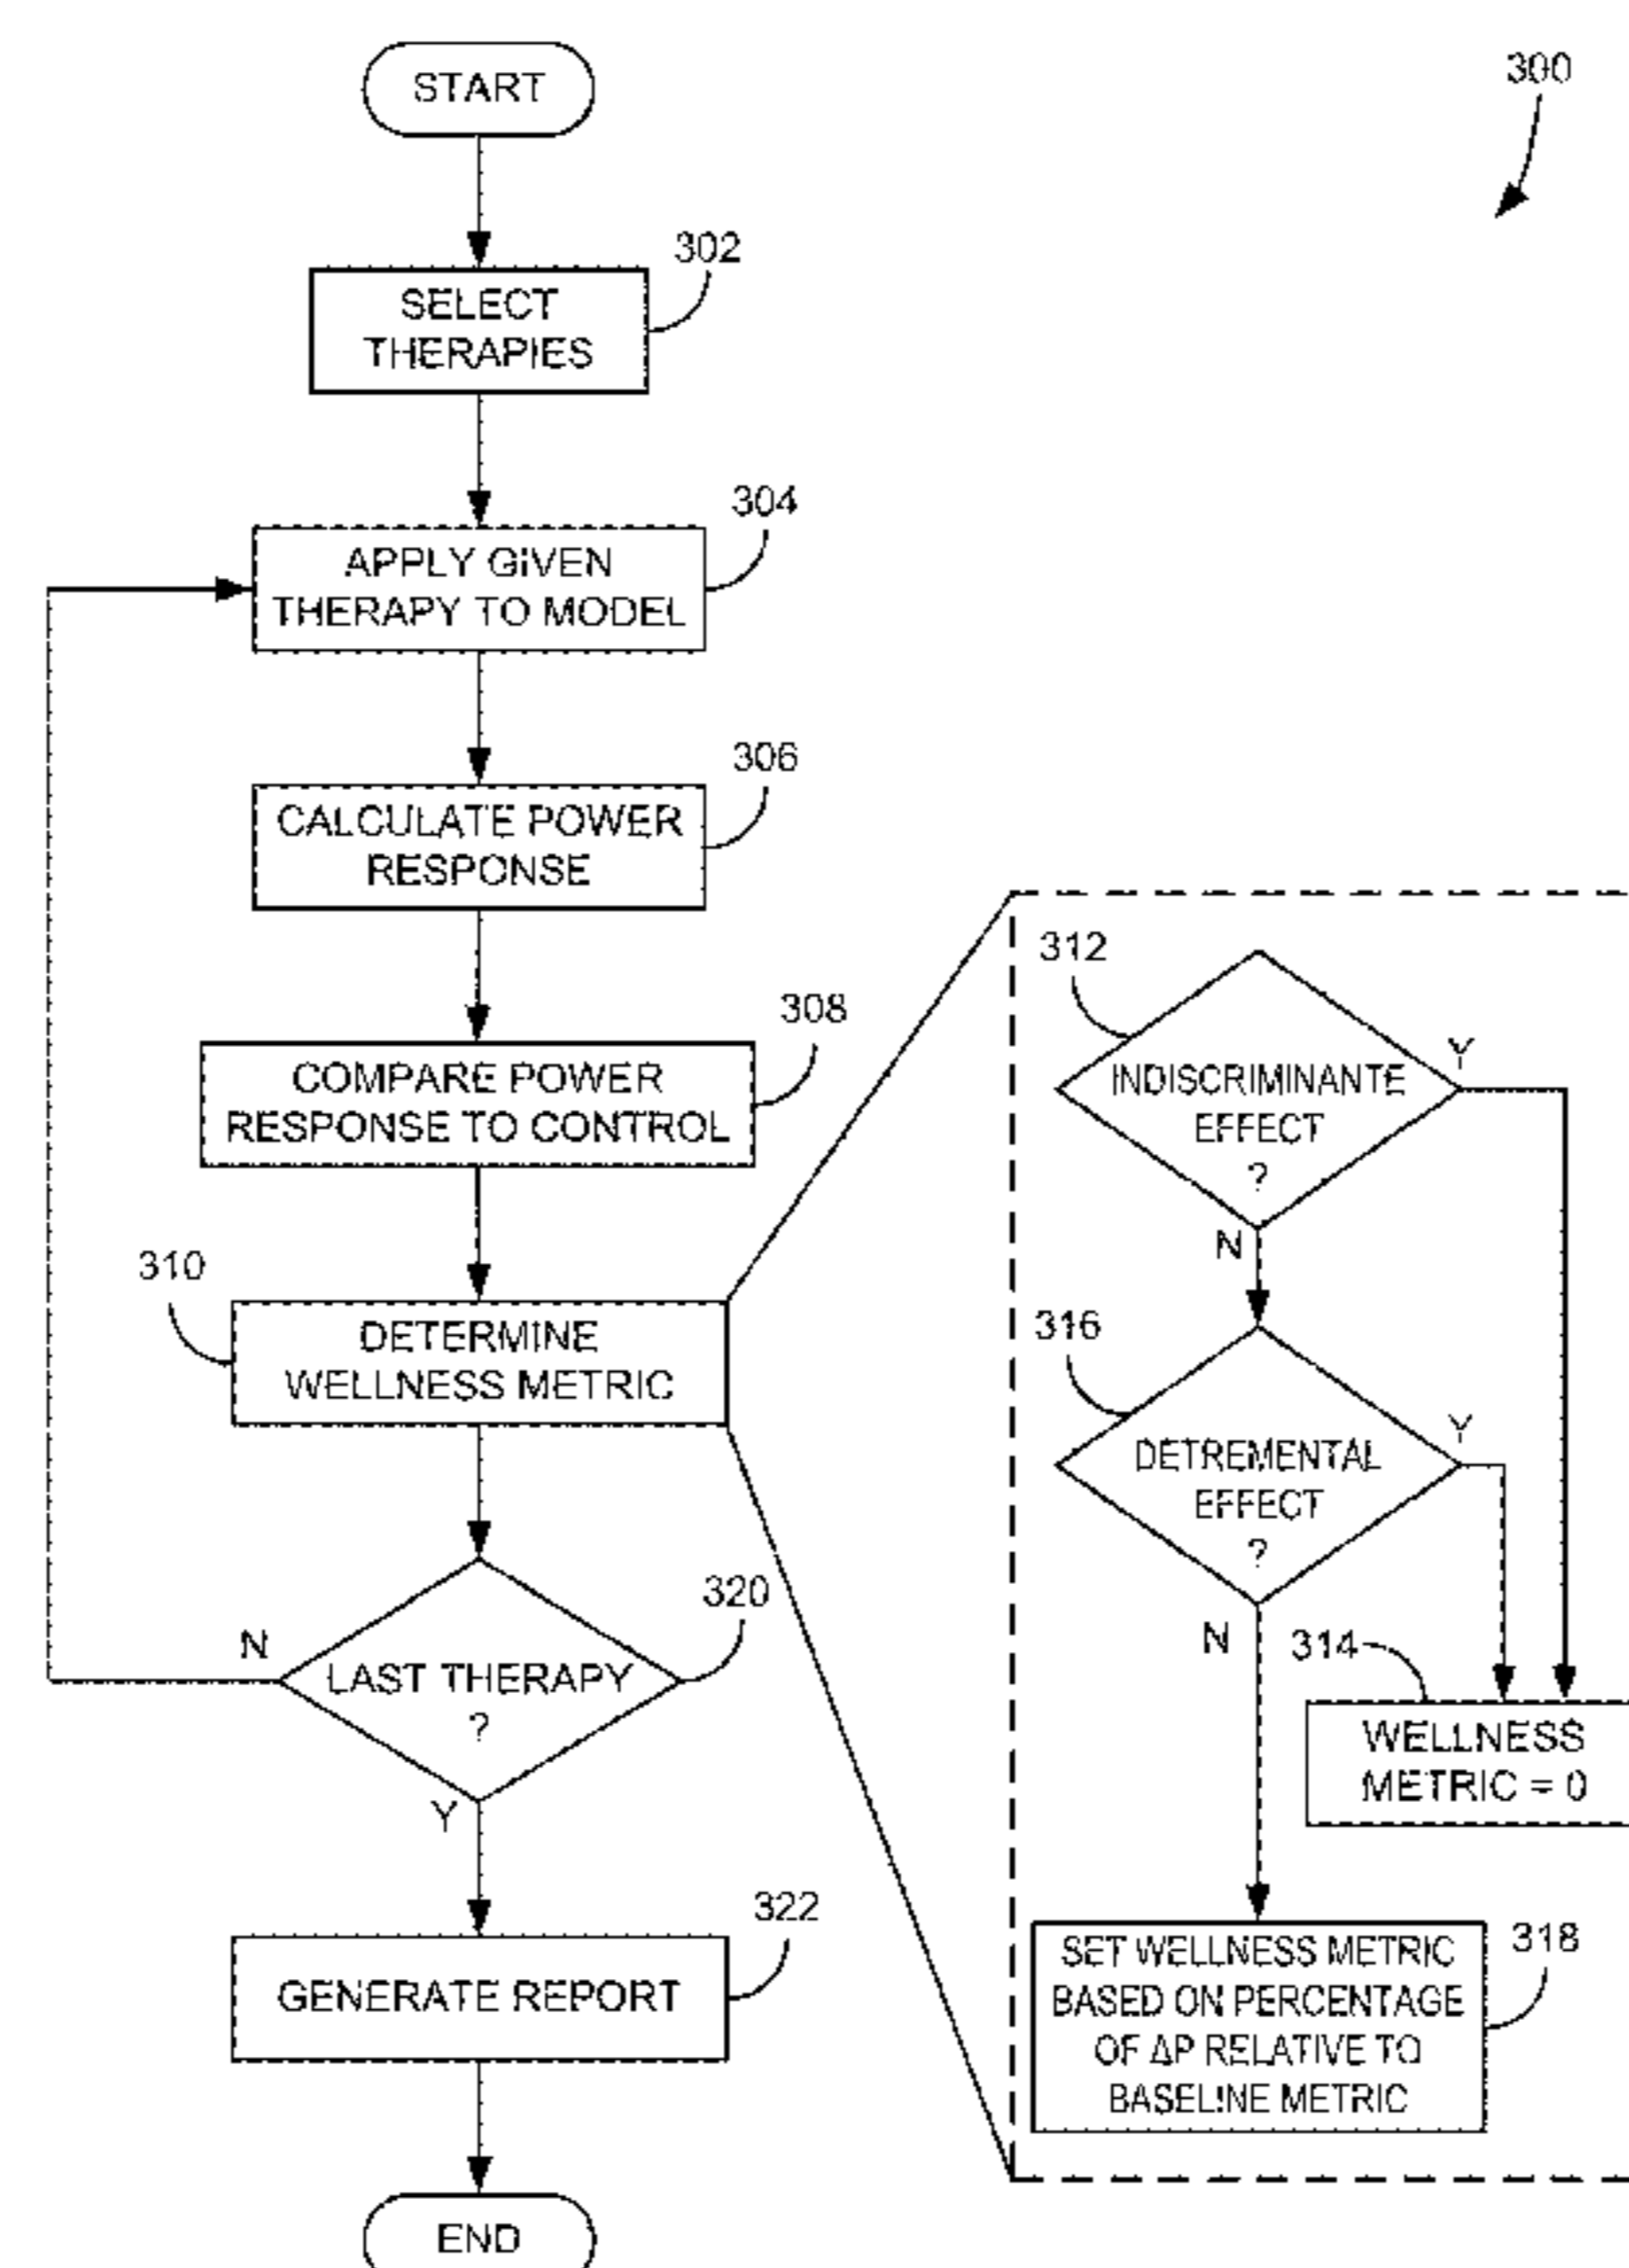 START
300
302
SELECT
THERAPIES
304
APPLY GIVEN
THERAPY TO MODEL
306
CALCULATE POWER
RESPONSE
308
COMPARE POWER
RESPONSE TO CONTROL
310
DETERMINE
WELLNESS METRIC
320
N
LAST THERAPY
?
Y
322
GENERATE REPORT
END
312
INDISCRIMINANTE
EFFECT
?
Y
N
316
DETREMENTAL
EFFECT
?
Y
N
314
WELLNESS
METRIC = 0
318
SET WELLNESS METRIC
BASED ON PERCENTAGE
OF ΔP RELATIVE TO
BASELINE METRIC